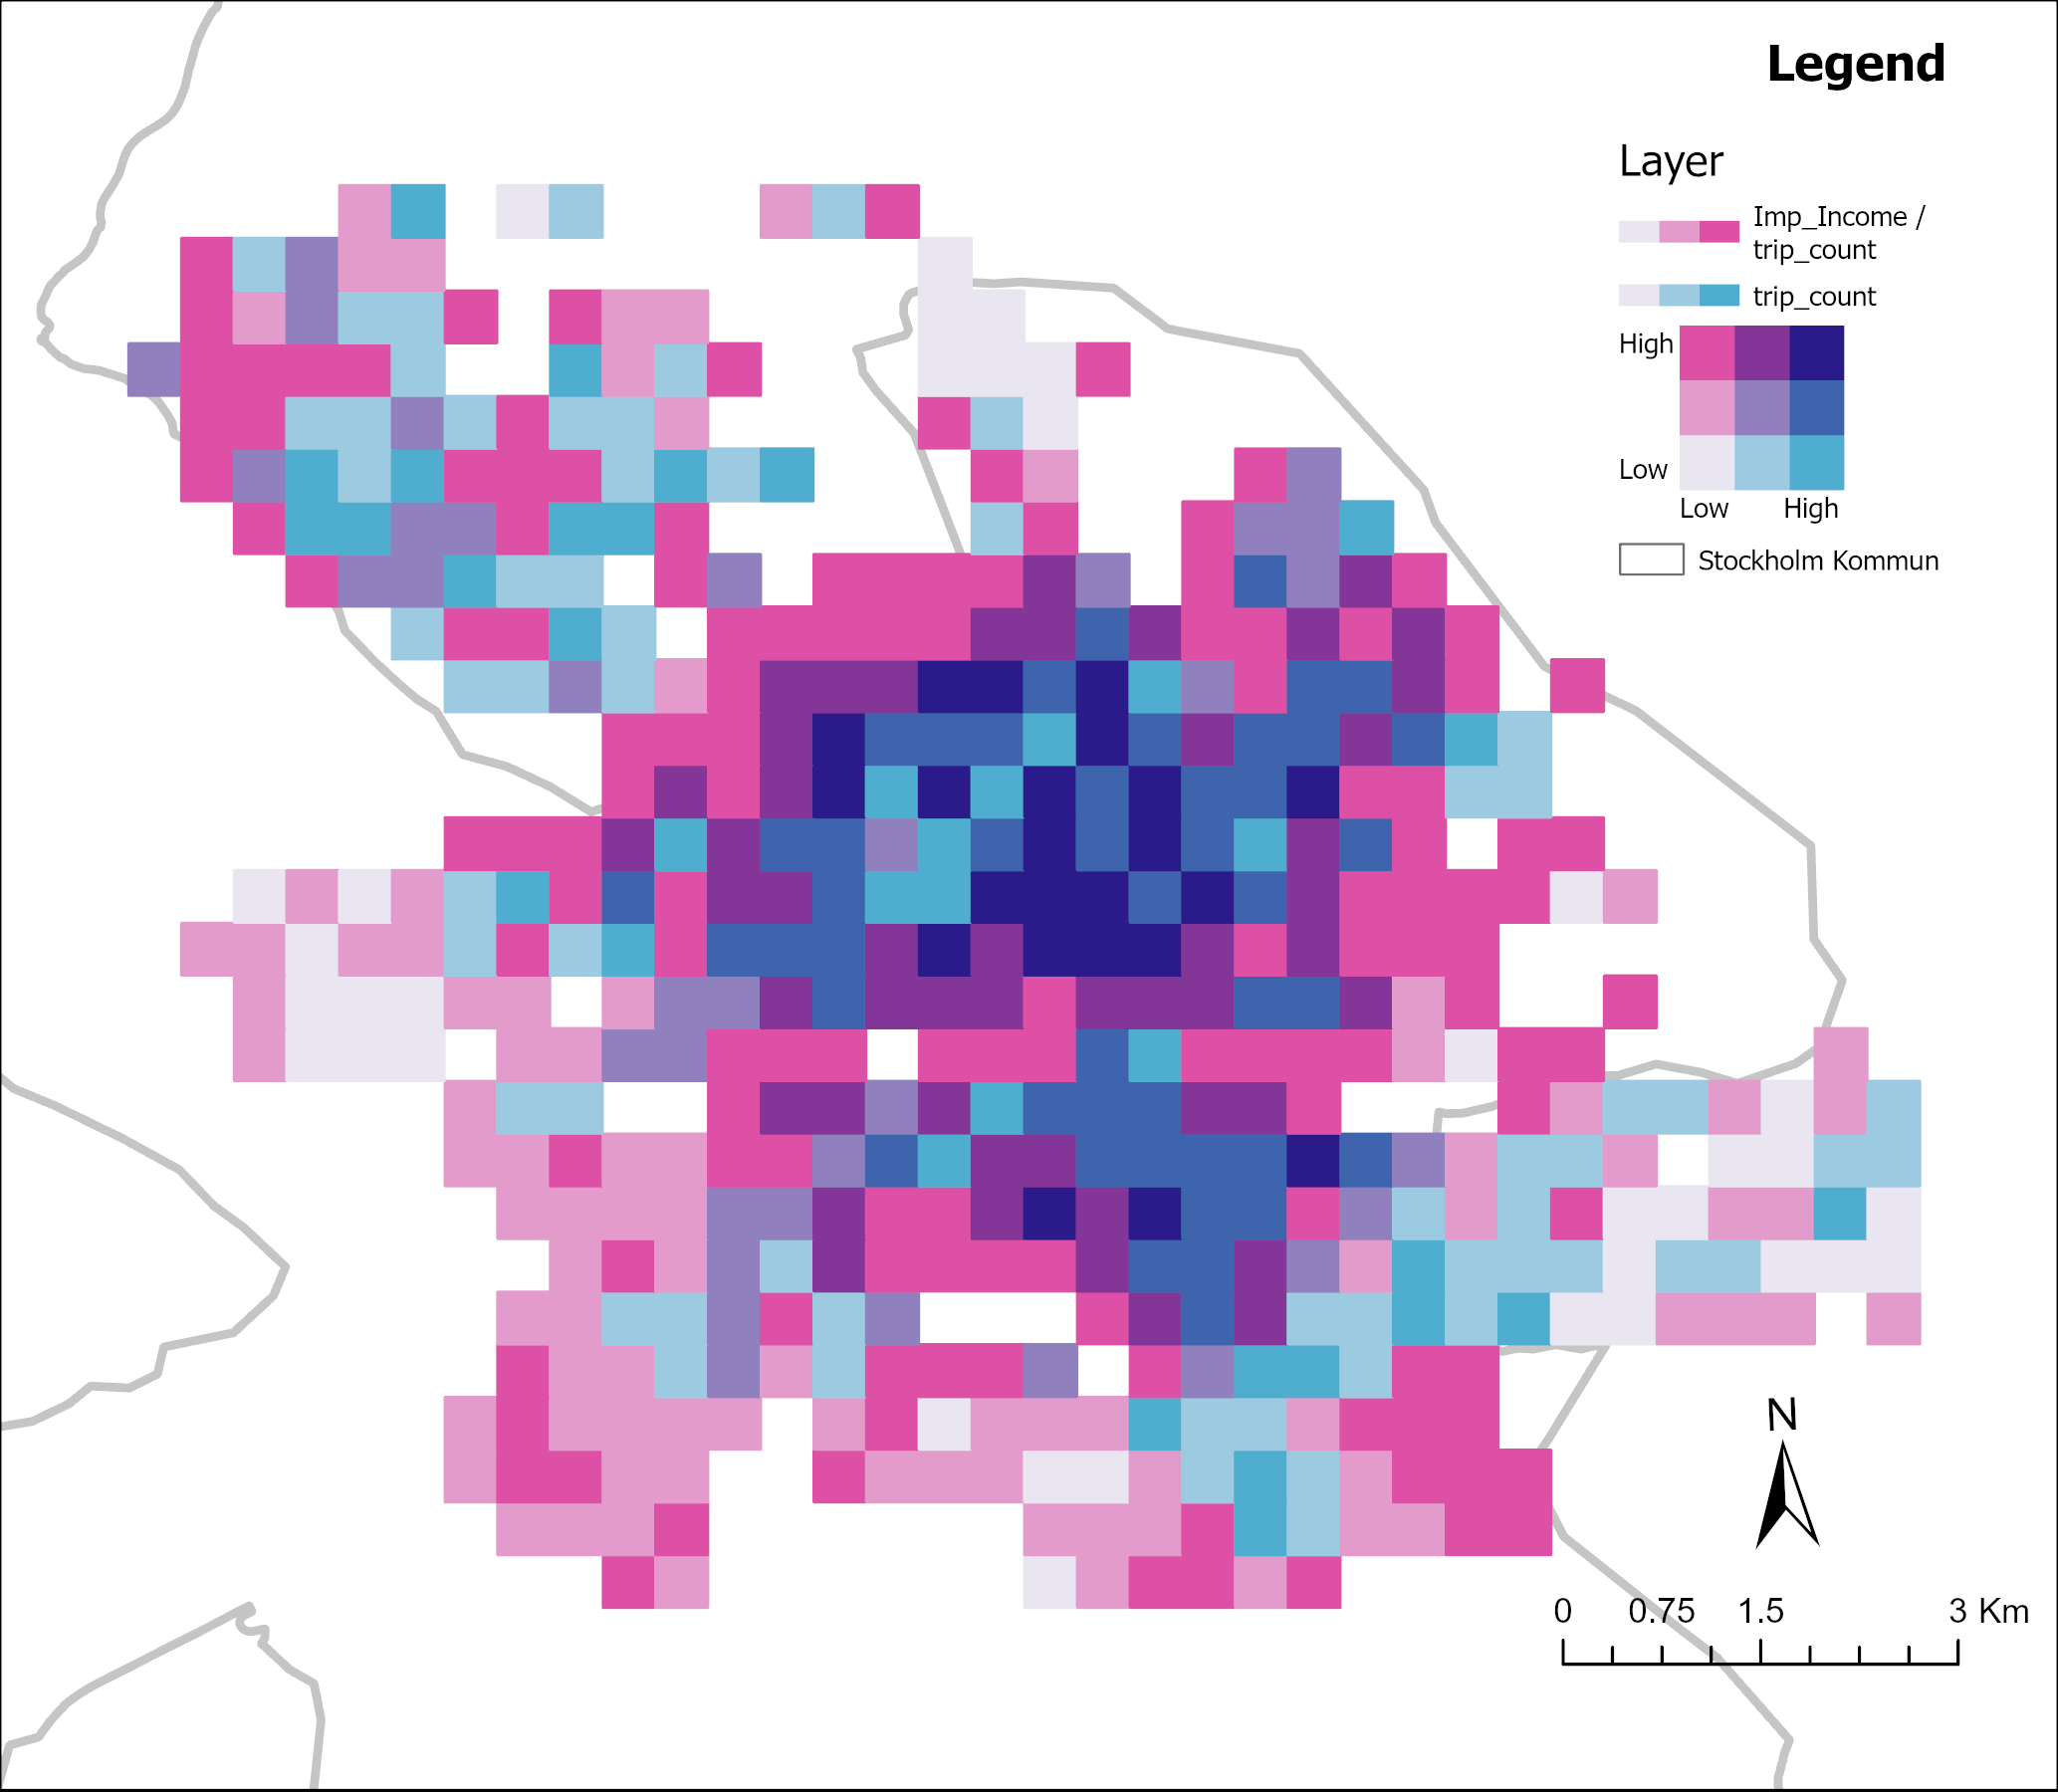 Legend
Layer
Imp_Income /
trip_count
trip_count
High
Low
Low High
Stockholm Kommun
N
0 0.75 1.5 3 Km